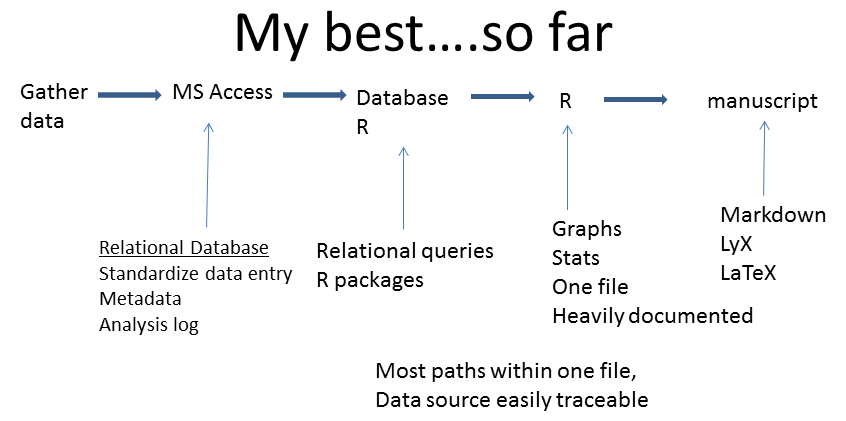 My best....so far
Gather
data
MS Access
Database
R
R
manuscript
Relational Database
Standardize data entry
Metadata
Analysis log
Relational queries
R packages
Graphs
Stats
One file
Heavily documented
Markdown
LyX
LaTeX
Most paths within one file,
Data source easily traceable